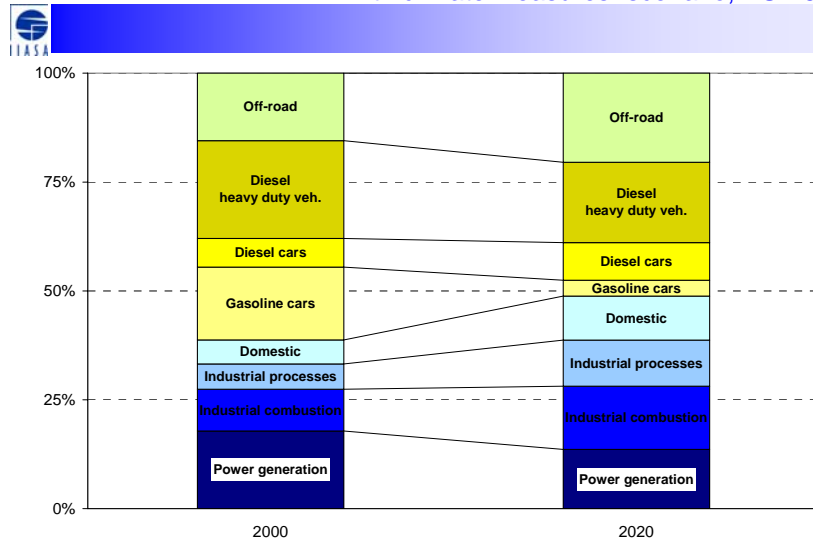 IIASA
100%
75%
50%
25%
0%
Off-road
Diesel
heavy duty veh.
Diesel cars
Gasoline cars
Domestic
Industrial processes
Industrial combustion
Power generation
Off-road
Diesel
heavy duty veh.
Diesel cars
Gasoline cars
Domestic
Industrial processes
Industrial combustion
Power generation
2000
2020